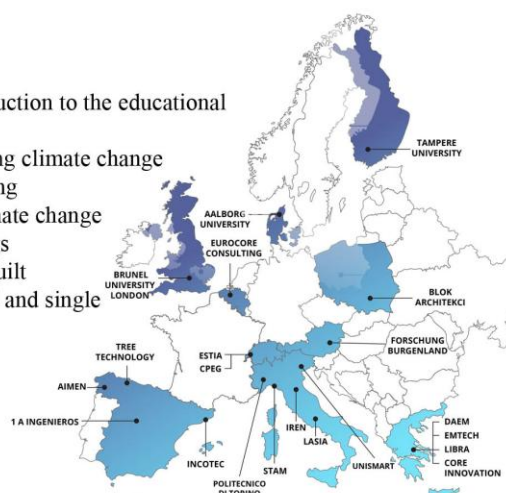 uction to the educational
ng climate change
ng
nate change
s
uilt
and single
TAMPERE
UNIVERSITY
AALBORG
UNIVERSITY
EUROCORE
CONSULTING
BRUNEL
UNIVERSITY
LONDON
BLOK
ARCHITEKCI
TREE
TECHNOLOGY
ESTIA
CPEG
FORSCHUNG
BURGENLAND
AIMEN
1 A INGENIEROS
INCOTEC
STAM
POLITECNICO
DI TORINO
IREN
LASIA
UNISMART
DAEM
EMTECH
LIBRA
CORE
INNOVATION